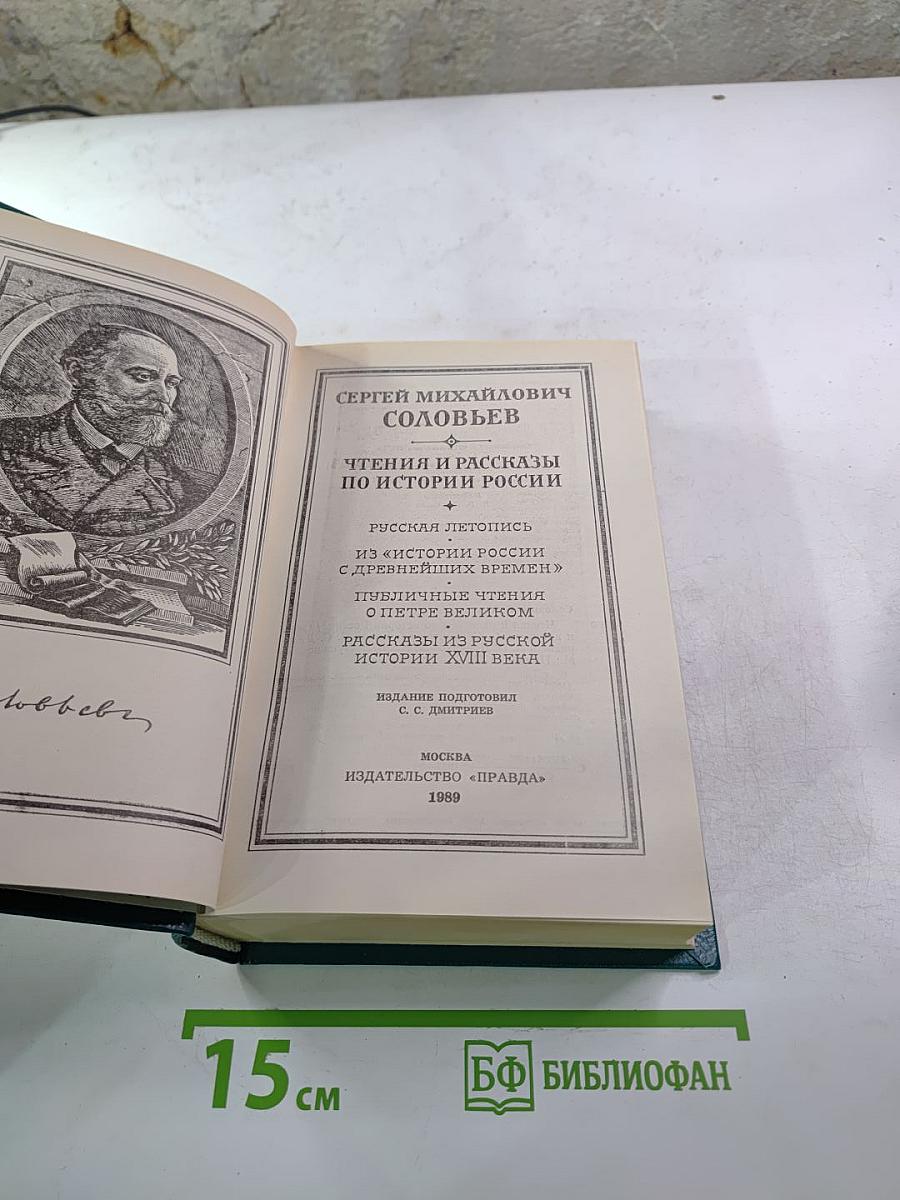 СЕРГЕЙ МИХАЙЛОВИЧ
СОЛОВЬЕВ
ЧТЕНИЯ И РАССКАЗЫ
ПО ИСТОРИИ РОССИИ
РУССКАЯ ЛЕТОПИСЬ
ИЗ «ИСТОРИИ РОССИИ
С ДРЕВНЕЙШИХ ВРЕМЕН»
ПУБЛИЧНЫЕ ЧТЕНИЯ
О ПЕТРЕ ВЕЛИКОМ
РАССКАЗЫ ИЗ РУССКОЙ
ИСТОРИИ XVIII ВЕКА
ИЗДАНИЕ ПОДГОТОВИЛ
С. С. ДМИТРИЕВ
МОСКВА
ИЗДАТЕЛЬСТВО «ПРАВДА»
1989
15 СМ
БФ БИБЛИОФАН